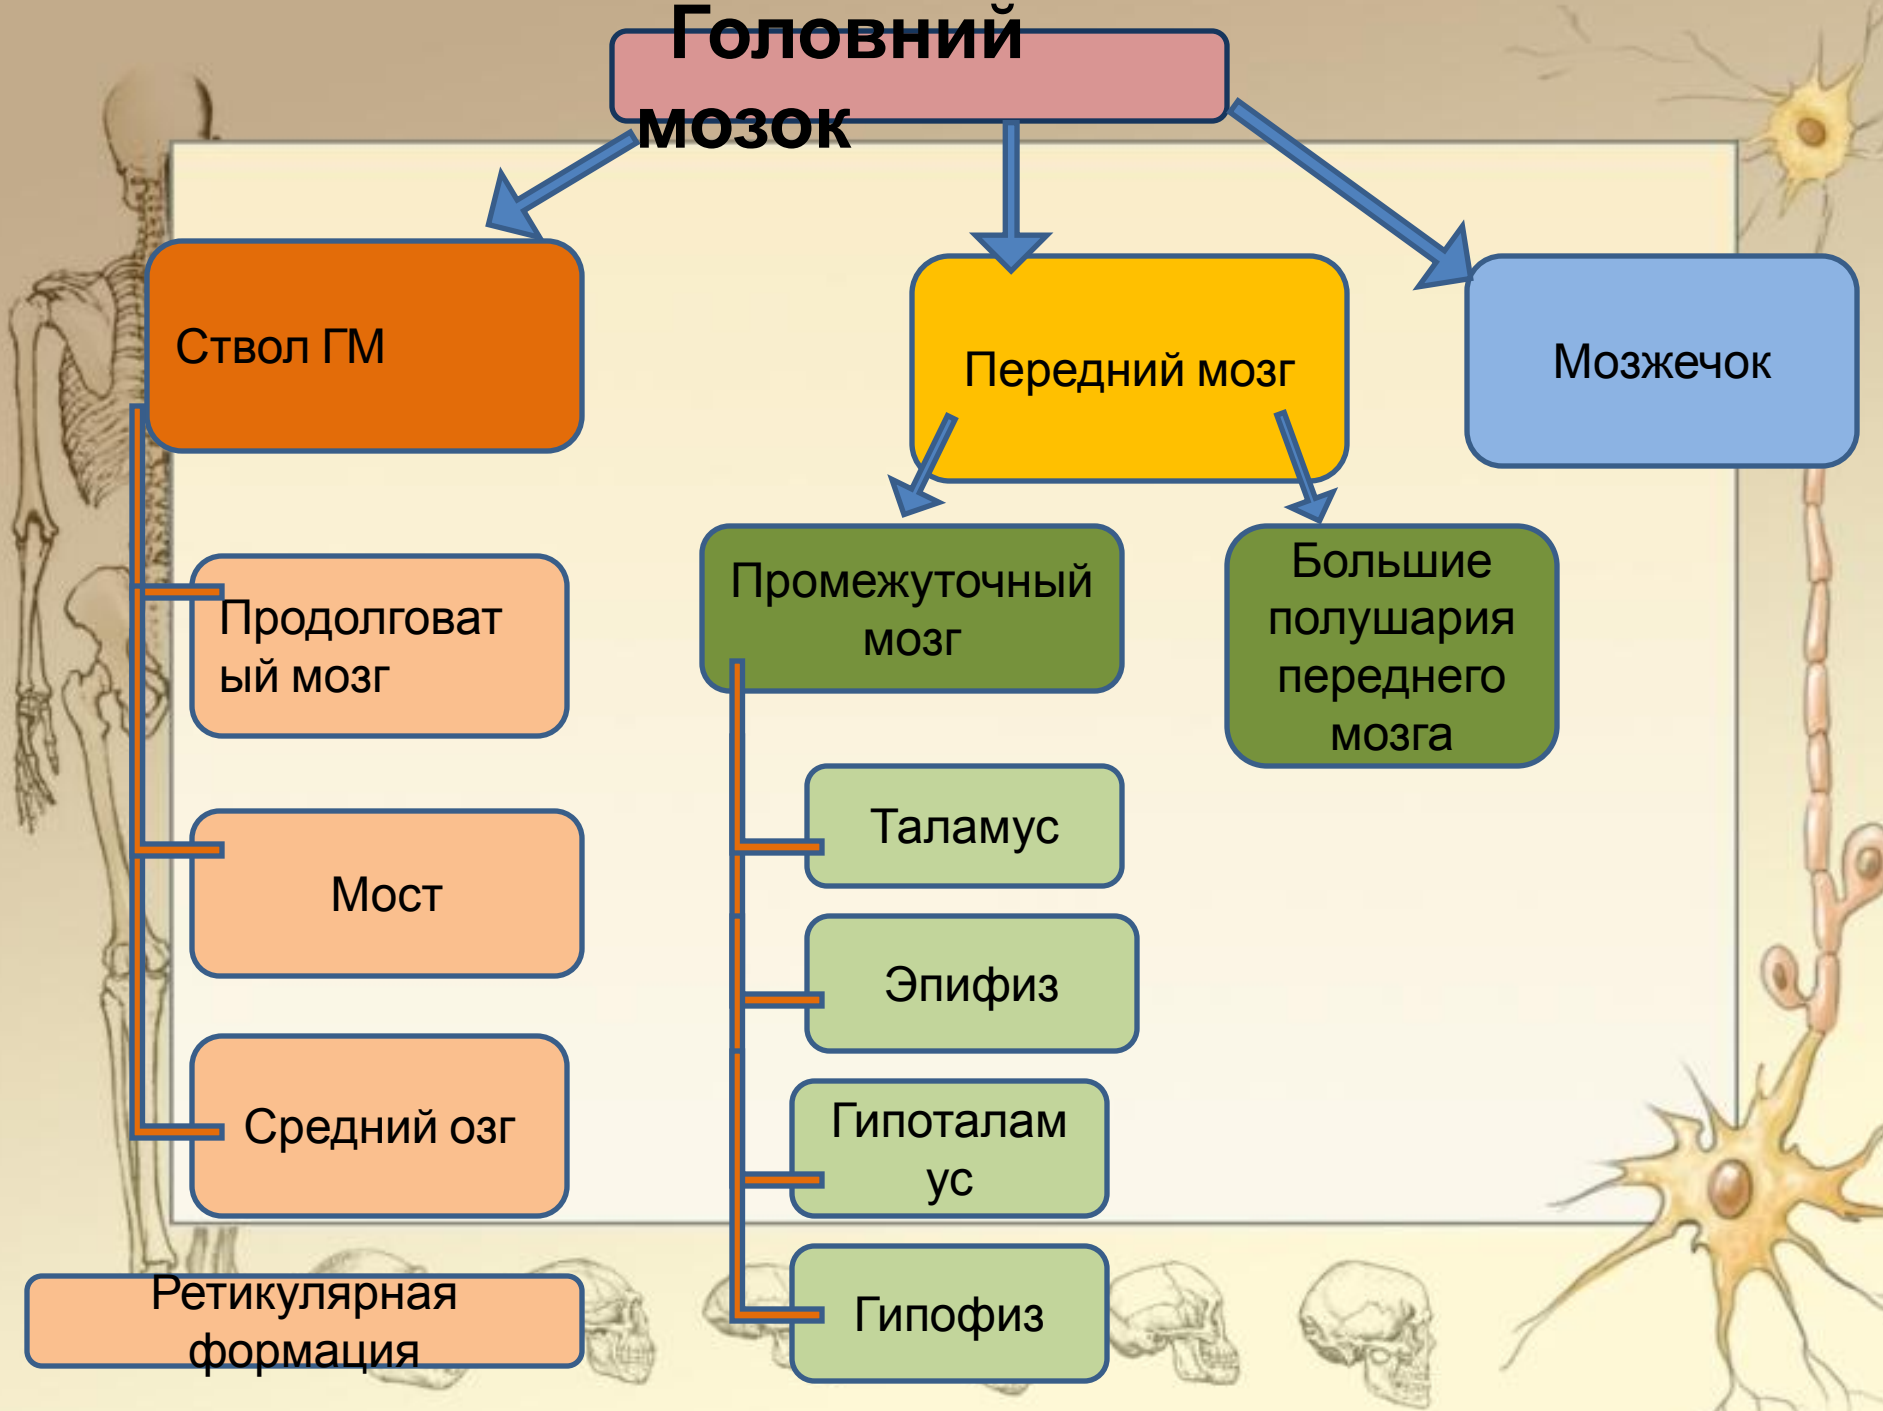 Головний
мозок
Ствол ГМ
Передний мозг
Мозжечок
Продолговат
ый мозг
Мост
Средний озг
Ретикулярная
формация
Промежуточный
мозг
Таламус
Эпифиз
Гипоталам
ус
Гипофиз
Большие
полушария
переднего
мозга